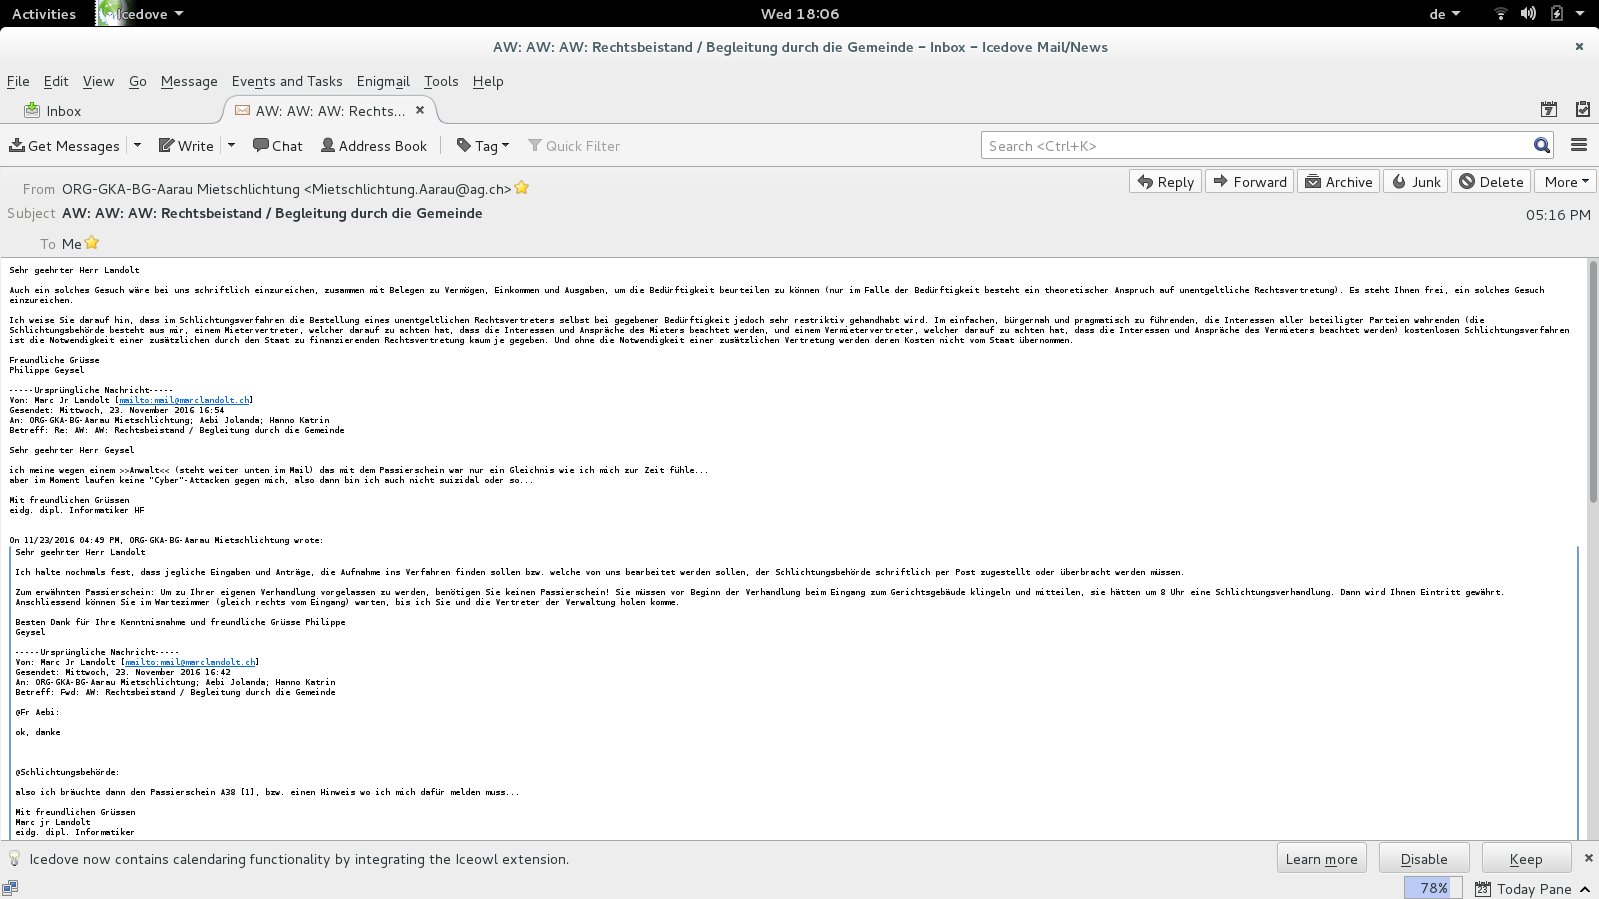 Activities
Icedove
Wed 18:06
de
AW: AW: AW: Rechtsbeistand / Begleitung durch die Gemeinde – Inbox – Icedove Mail/News
File Edit View Go Message Events and Tasks Enigmail Tools Help
Inbox
AW: AW: AW: Rechts...
Get Messages
Write
Chat
Address Book
Tag
Quick Filter
Search <Ctrl+K>
From ORG-GKA-BG-Aarau Mietschlichtung <Mietschlichtung.Aarau@ag.ch>
Reply
Forward
Archive
Junk
Delete
More
Subject AW: AW: AW: Rechtsbeistand / Begleitung durch die Gemeinde
05:16 PM
To Me
Sehr geehrter Herr Landolt
Auch ein solches Gesuch wäre bei uns schriftlich einzureichen, zusammen mit Belegen zu Vermögen, Einkommen und Ausgaben, um die Bedürftigkeit beurteilen zu können (nur im Falle der Bedürftigkeit besteht ein theoretischer Anspruch auf unentgeltliche Rechtsvertretung). Es steht Ihnen frei, ein solches Gesuch
einzureichen.
Ich weise Sie darauf hin, dass im Schlichtungsverfahren die Bestellung eines unentgeltlichen Rechtsvertreters selbst bei gegebener Bedürftigkeit jedoch sehr restriktiv gehandhabt wird. Im einfachen, bürgernah und pragmatisch zu führenden, die Interessen aller beteiligter Parteien wahrenden (die
Schlichtungsbehörde besteht aus mir, einem Mietervertreter, welcher darauf zu achten hat, dass die Interessen und Ansprüche des Mieters beachtet werden, und einem Vermietervertreter, welcher darauf zu achten hat, dass die Interessen und Ansprüche des Vermieters beachtet werden) kostenlosen Schlichtungsverfahren
ist die Notwendigkeit einer zusätzlichen durch den Staat zu finanzierenden Rechtsvertretung kaum je gegeben. Und ohne die Notwendigkeit einer zusätzlichen Vertretung werden deren Kosten nicht vom Staat übernommen.
Freundliche Grüsse
Philippe Geysel
-----Ursprüngliche Nachricht-----
Von: Marc Jr Landolt [mailto:mail@marclandolt.ch]
Gesendet: Mittwoch, 23. November 2016 16:54
An: ORG-GKA-BG-Aarau Mietschlichtung; Aebi Jolanda; Hanno Katrin
Betreff: Re: AW: AW: Rechtsbeistand / Begleitung durch die Gemeinde
Sehr geehrter Herr Geysel
ich meine wegen einem >>Anwalt<< (steht weiter unten im Mail) das mit dem Passierschein war nur ein Gleichnis wie ich mich zur Zeit fühle...
aber im Moment laufen keine "Cyber"-Attacken gegen mich, also dann bin ich auch nicht suizidal oder so...
Mit freundlichen Grüssen
eidg. dipl. Informatiker HF
On 11/23/2016 04:49 PM, ORG-GKA-BG-Aarau Mietschlichtung wrote:
Sehr geehrter Herr Landolt
Ich halte nochmals fest, dass jegliche Eingaben und Anträge, die Aufnahme ins Verfahren finden sollen bzw. welche von uns bearbeitet werden sollen, der Schlichtungsbehörde schriftlich per Post zugestellt oder überbracht werden müssen.
Zum erwähnten Passierschein: Um zu Ihrer eigenen Verhandlung vorgelassen zu werden, benötigen Sie keinen Passierschein! Sie müssen vor Beginn der Verhandlung beim Eingang zum Gerichtsgebäude klingeln und mitteilen, sie hätten um 8 Uhr eine Schlichtungsverhandlung. Dann wird Ihnen Eintritt gewährt.
Anschliessend können Sie im Wartezimmer (gleich rechts vom Eingang) warten, bis ich Sie und die Vertreter der Verwaltung holen komme.
Besten Dank für Ihre Kenntnisnahme und freundliche Grüsse Philippe
Geysel
-----Ursprüngliche Nachricht-----
Von: Marc Jr Landolt [mailto:mail@marclandolt.ch]
Gesendet: Mittwoch, 23. November 2016 16:42
An: ORG-GKA-BG-Aarau Mietschlichtung; Aebi Jolanda; Hanno Katrin
Betreff: Fwd: AW: Rechtsbeistand / Begleitung durch die Gemeinde
@Fr Aebi:
ok, danke
@Schlichtungsbehörde:
also ich bräuchte dann den Passierschein A38 [1], bzw. einen Hinweis wo ich mich dafür melden muss...
Mit freundlichen Grüssen
Marc jr Landolt
eidg. dipl. Informatiker
Icedove now contains calendaring functionality by integrating the Iceowl extension.
Learn more
Disable
Keep
78%
23
Today Pane